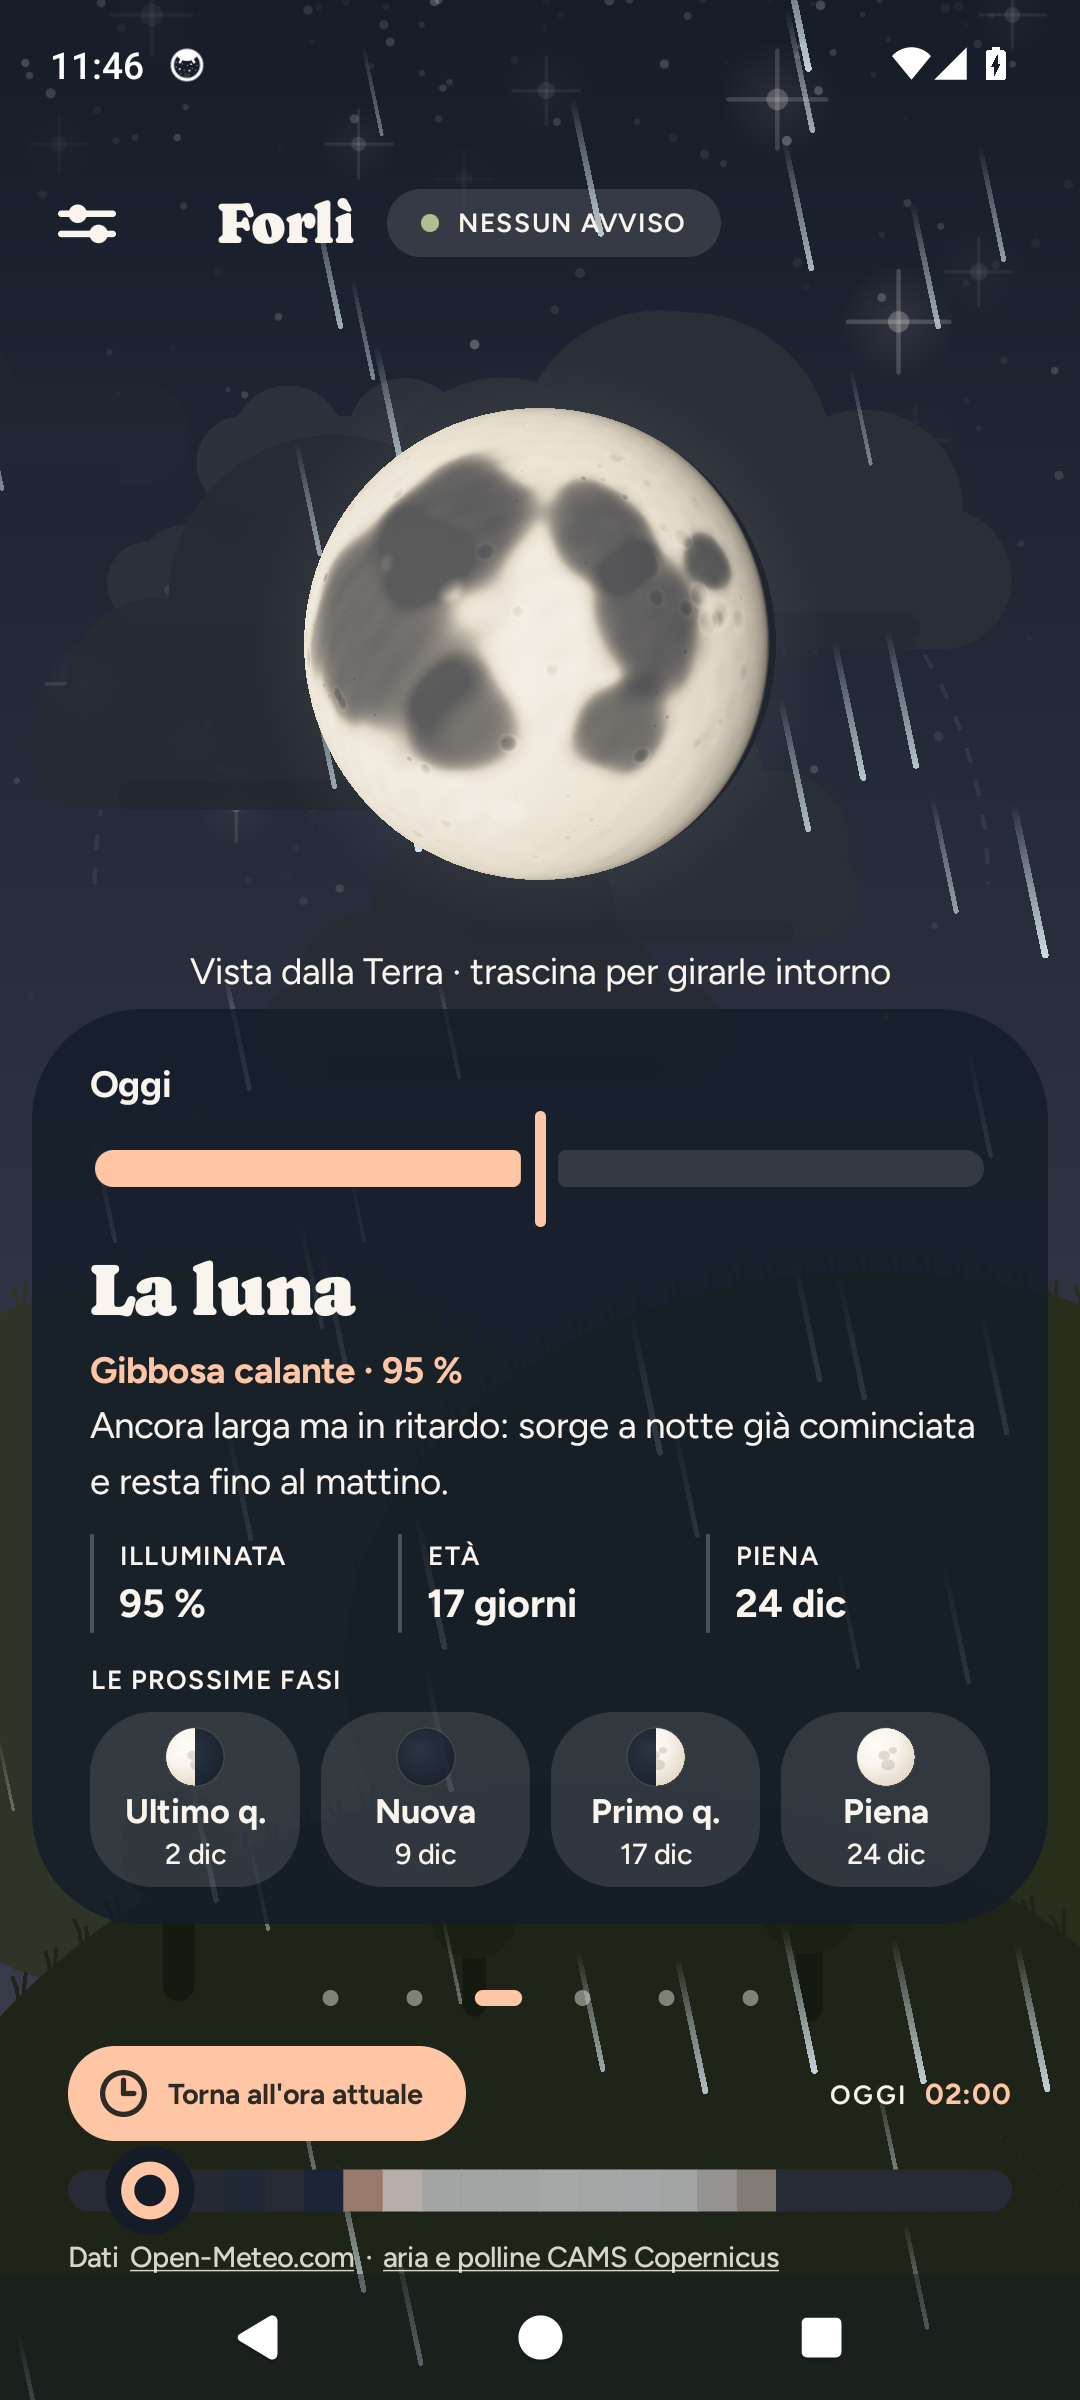 11:46
Forlì
NESSUN AVVISO
Vista dalla Terra · trascina per girarle intorno
Oggi
La luna
Gibbosa calante · 95 %
Ancora larga ma in ritardo: sorge a notte già cominciata
e resta fino al mattino.
ILLUMINATA ETÀ PIENA
95 % 17 giorni 24 dic
LE PROSSIME FASI
Ultimo q. Nuova Primo q. Piena
2 dic 9 dic 17 dic 24 dic
Torna all'ora attuale
OGGI 02:00
Dati Open-Meteo.com · aria e polline CAMS Copernicus